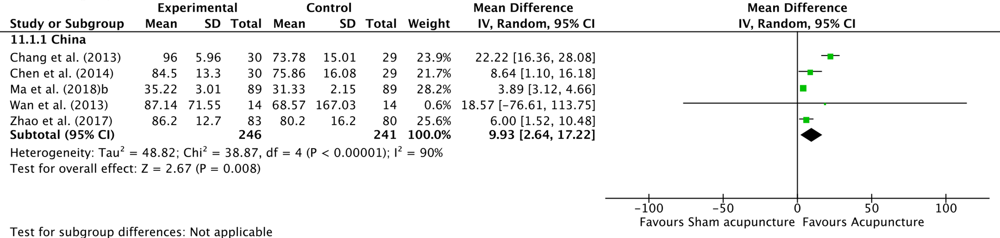 Experimental Control Mean Difference Mean Difference
Study or Subgroup Mean SD Total Mean SD Total Weight IV, Random, 95% CI IV, Random, 95% CI
11.1.1 China
Chang et al. (2013) 96 5.96 30 73.78 15.01 29 23.9% 22.22 [16.36, 28.08]
Chen et al. (2014) 84.5 13.3 30 75.86 16.08 29 21.7% 8.64 [1.10, 16.18]
Ma et al. (2018)b 35.22 3.01 89 31.33 2.15 89 28.2% 3.89 [3.12, 4.66]
Wan et al. (2013) 87.14 71.55 14 68.57 167.03 14 0.6% 18.57 [−76.61, 113.75]
Zhao et al. (2017) 86.2 12.7 83 80.2 16.2 80 25.6% 6.00 [1.52, 10.48]
Subtotal (95% CI) 246 241 100.0% 9.93 [2.64, 17.22]
Heterogeneity: Tau² = 48.82; Chi² = 38.87, df = 4 (P < 0.00001); I² = 90%
Test for overall effect: Z = 2.67 (P = 0.008)
−100 −50 0 50 100
Favours Sham acupuncture Favours Acupuncture
Test for subgroup differences: Not applicable